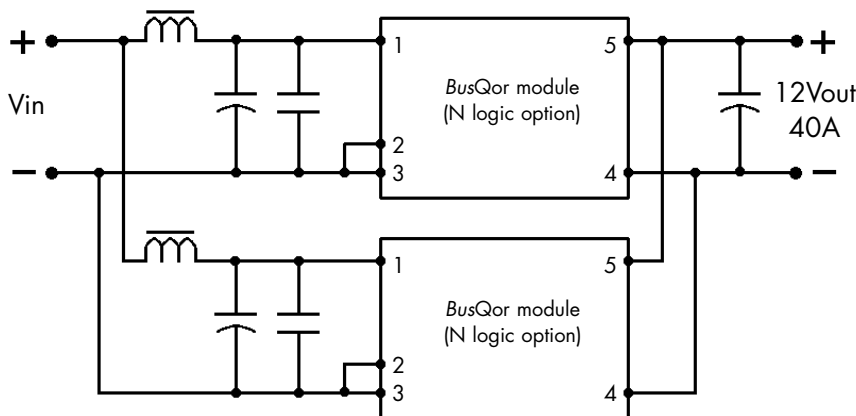 +
1
5
+
Vin
BusQor module
(N logic option)
12Vout
40A
2
−
3
4
−
1
5
BusQor module
(N logic option)
2
3
4